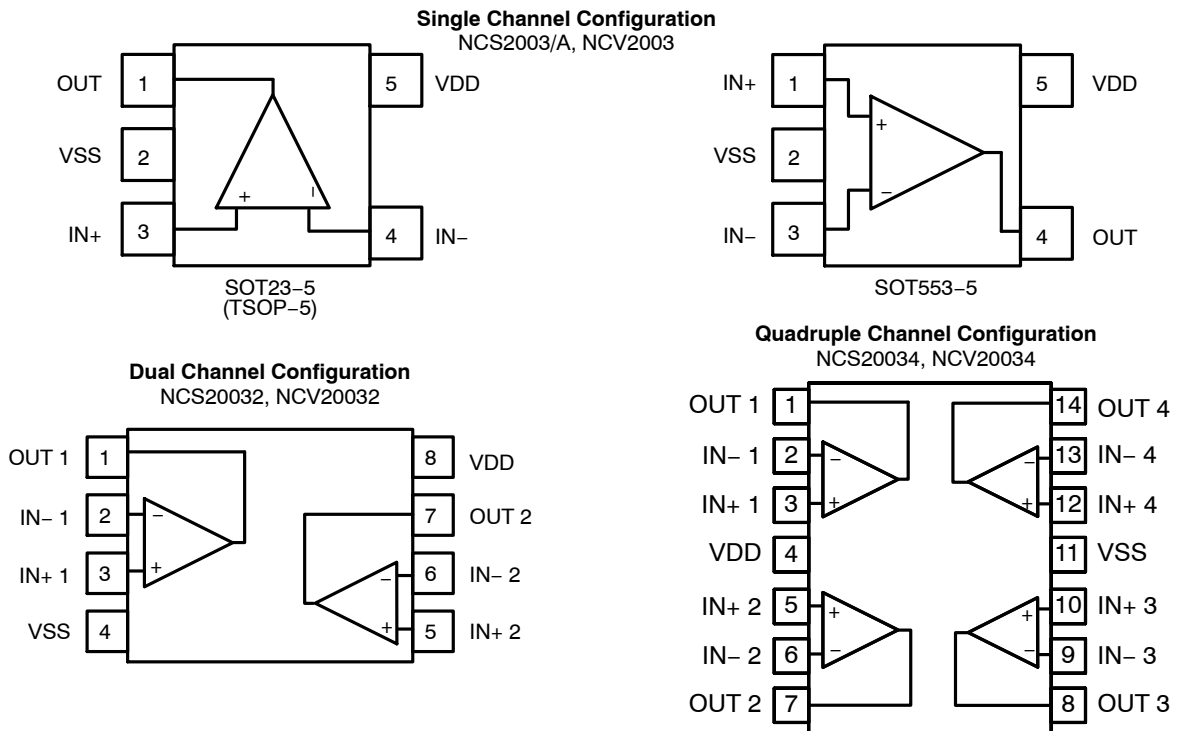 Single Channel Configuration
NCS2003/A, NCV2003
OUT 1
VSS 2
IN+ 3
5 VDD
4 IN−
+ −
SOT23−5
(TSOP−5)
IN+ 1
VSS 2
IN− 3
5 VDD
4 OUT
+
−
SOT553−5
Dual Channel Configuration
NCS20032, NCV20032
OUT 1 1
IN− 1 2
IN+ 1 3
VSS 4
−
+
8 VDD
7 OUT 2
6 IN− 2
5 IN+ 2
−
+
Quadruple Channel Configuration
NCS20034, NCV20034
OUT 1 1
IN− 1 2
IN+ 1 3
VDD 4
IN+ 2 5
IN− 2 6
OUT 2 7
−
+
+
−
14 OUT 4
13 IN− 4
12 IN+ 4
11 VSS
10 IN+ 3
9 IN− 3
8 OUT 3
−
+
+
−